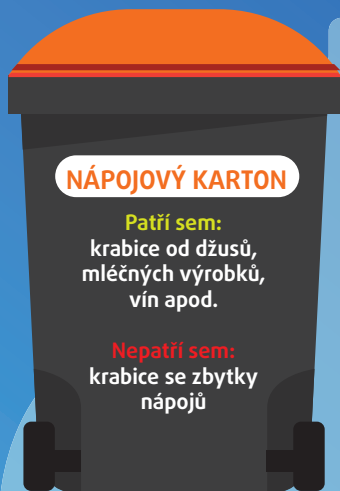 NÁPOJOVÝ KARTON
Patří sem:
krabice od džusů,
mléčných výrobků,
vín apod.
Nepatří sem:
krabice se zbytky
nápojů